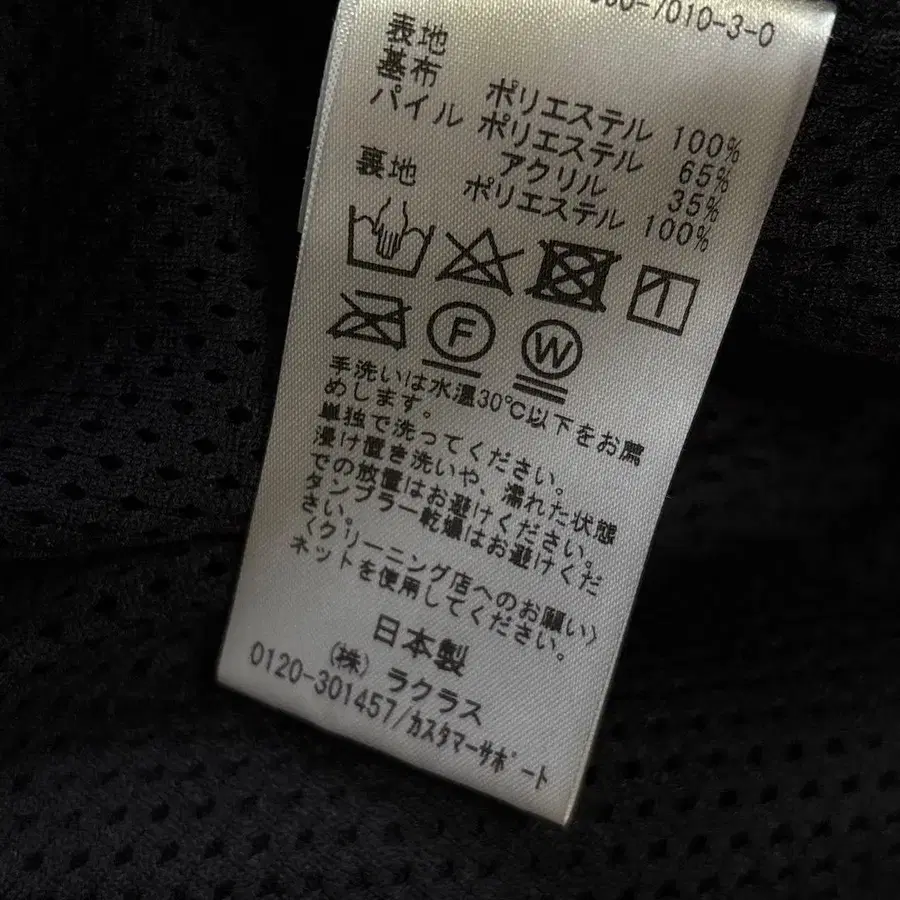 7010-3-0
表地
基布 ポリエステル 100%
パイル ポリエステル 65%
アクリル 35%
裏地 ポリエステル 100%
F
W
手洗いは水温30℃以下をお薦
めします。
単独で洗ってください。
浸け置き洗いや、濡れた状態
での放置はお避けください。
タンブラー乾燥はお避けくだ
さい。
〈クリーニング店へのお願い〉
ネットを使用してください。
日本製
(株) ラクラス
0120-301457/カスタマーサポート